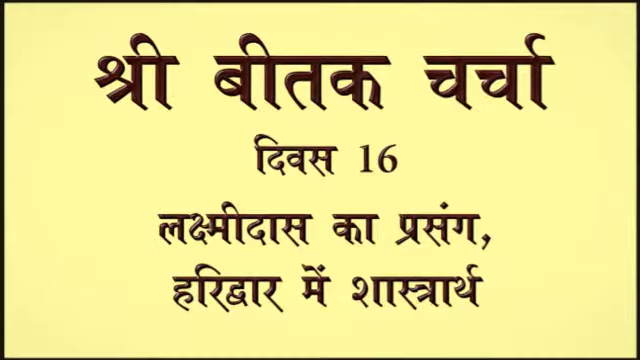 श्री बीतक चर्चा
दिवस 16
लक्ष्मीदास का प्रसंग,
हरिद्वार में शास्त्रार्थ